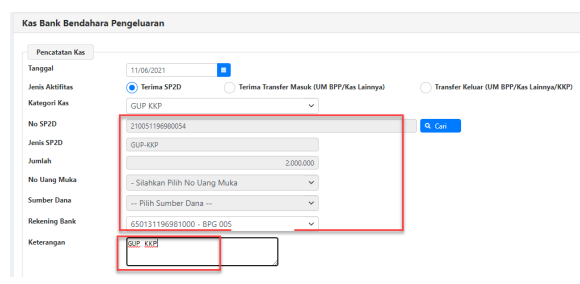 Kas Bank Bendahara Pengeluaran
Pencatatan Kas
Tanggal 11/06/2021
Jenis Aktifitas Terima SP2D Terima Transfer Masuk (UM BPP/Kas Lainnya) Transfer Keluar (UM BPP/Kas Lainnya/KKP)
Kategori Kas GUP KKP
No SP2D 210051196980054 Cari
Jenis SP2D GUP-KKP
Jumlah 2.000.000
No Uang Muka - Silahkan Pilih No Uang Muka
Sumber Dana -- Pilih Sumber Dana --
Rekening Bank 650131196981000 - BPG 005
Keterangan GUP KKP